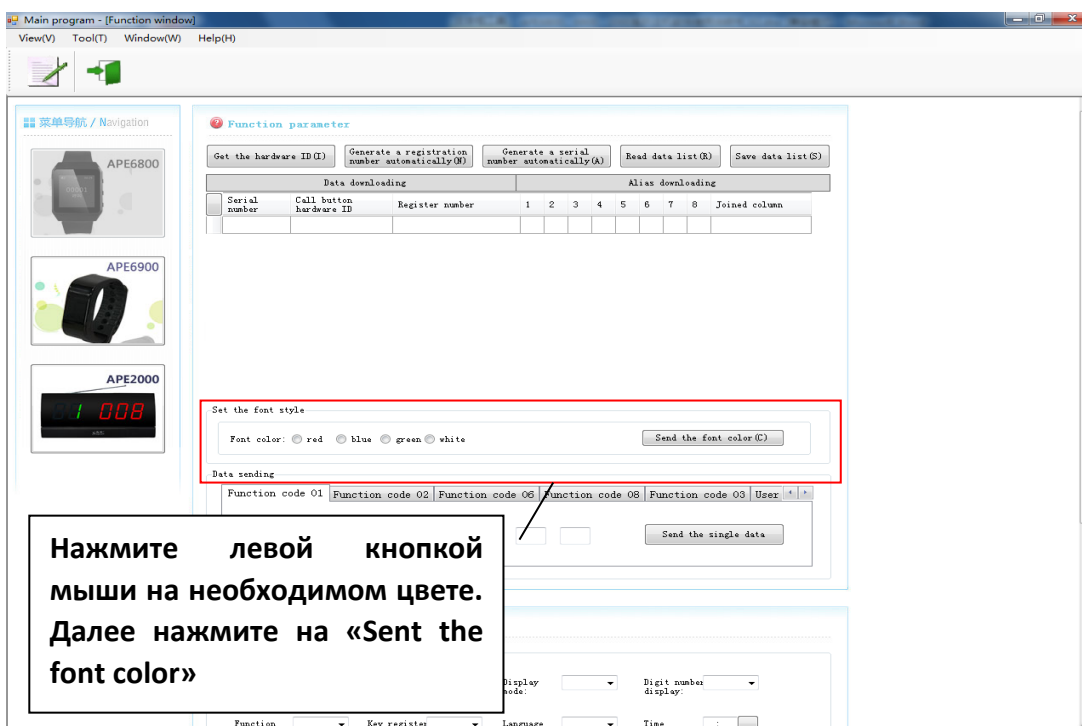 Main program - [Function window]
View(V) Tool(T) Window(W) Help(H)
菜单导航 / Navigation
APE6800
APE6900
APE2000
1 008
Function parameter
Get the hardware ID(I) Generate a registration number automatically(N) Generate a serial number automatically(A) Read data list(R) Save data list(S)
Data downloading Alias downloading
Serial number Call button hardware ID Register number 1 2 3 4 5 6 7 8 Joined column
Set the font style
Font color: red blue green white Send the font color(C)
Data sending
Function code 01 Function code 02 Function code 06 Function code 08 Function code 03 User
Send the single data
Нажмите левой кнопкой
мыши на необходимом цвете.
Далее нажмите на «Sent the
font color»
Display mode: Digit number display:
Function Key register Language Time :